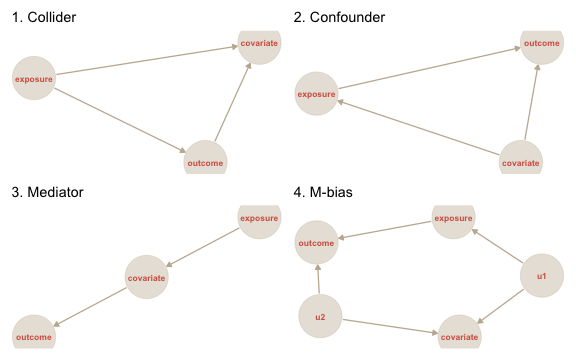 1. Collider
covariate
exposure
outcome
2. Confounder
outcome
exposure
covariate
3. Mediator
exposure
covariate
outcome
4. M-bias
exposure
outcome
u1
u2
covariate